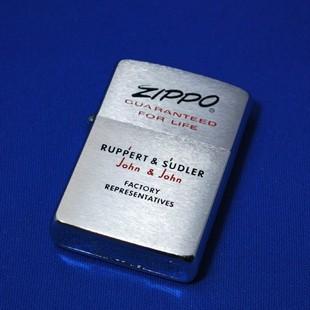 ZIPPO®
GUARANTEED
FOR LIFE
RUPPERT & SUDLER
John & John
FACTORY
REPRESENTATIVES